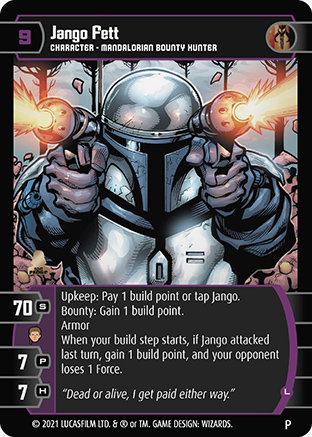 9
Jango Fett
CHARACTER - MANDALORIAN BOUNTY HUNTER
70 S
7 P
7 H
Upkeep: Pay 1 build point or tap Jango.
Bounty: Gain 1 build point.
Armor
When your build step starts, if Jango attacked
last turn, gain 1 build point, and your opponent
loses 1 Force.
“Dead or alive, I get paid either way.”
L
© 2021 LUCASFILM LTD. & ® or TM. GAME DESIGN: WIZARDS.
P